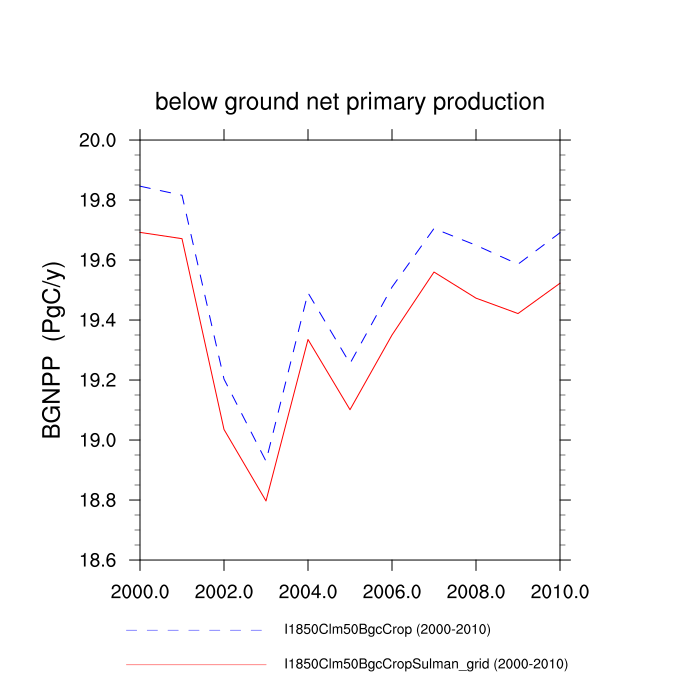 below ground net primary production
BGNPP (PgC/y)
20.0
19.8
19.6
19.4
19.2
19.0
18.8
18.6
2000.0 2002.0 2004.0 2006.0 2008.0 2010.0
I1850Clm50BgcCrop (2000-2010)
I1850Clm50BgcCropSulman_grid (2000-2010)